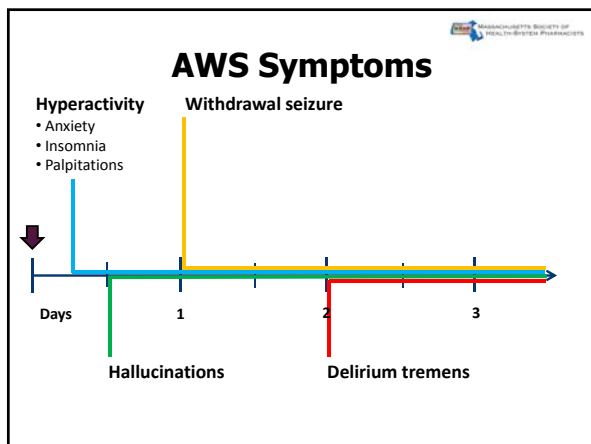 MASSACHUSETTS SOCIETY OF
HEALTH-SYSTEM PHARMACISTS
AWS Symptoms
Hyperactivity
• Anxiety
• Insomnia
• Palpitations
Withdrawal seizure
Days
1
2
3
Hallucinations
Delirium tremens